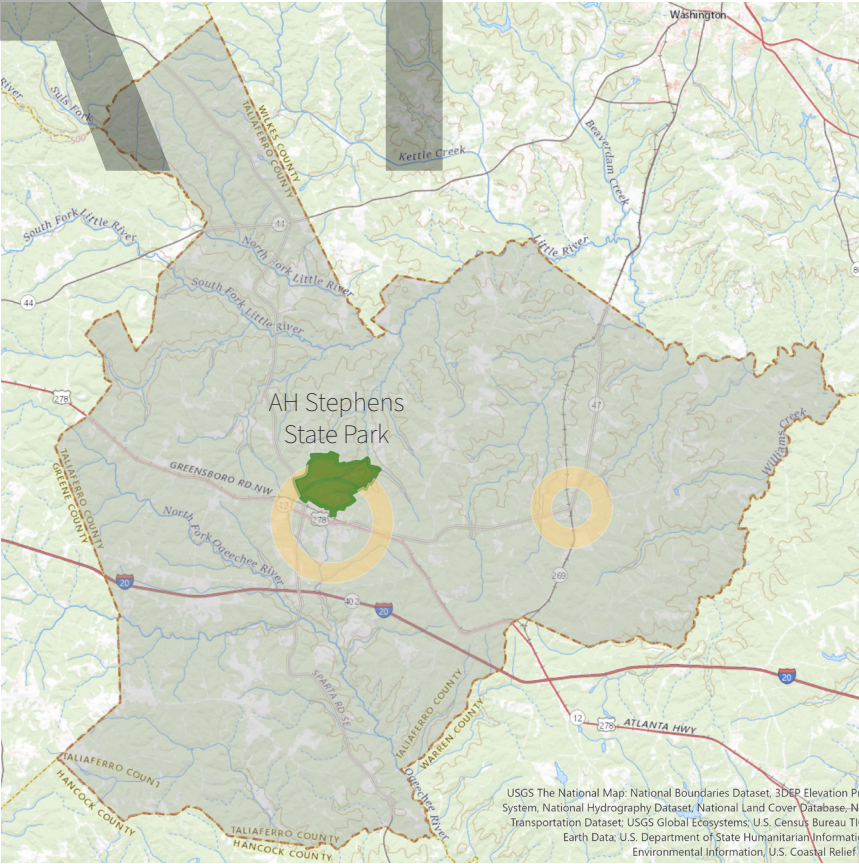 Washington
Suls Fork
River
500
WILKES COUNTY
TALIAFERRO COUNTY
Kettle Creek
Beaverdam Creek
South Fork Little River
44
North Fork Little River
Little River
44
South Fork Little River
278
47
AH Stephens
State Park
Williams Creek
GREENSBORO RD NW
TALIAFERRO COUNTY
GREENE COUNTY
12
278
North Fork Ogeechee River
20
269
402
20
SPARTA RD SE
20
TALIAFERRO COUNTY
WARREN COUNTY
12
278
ATLANTA HWY
TALIAFERRO COUNT
HANCOCK COUNTY
Ogeechee River
TALIAFERRO COUNTY
HANCOCK COUNTY
USGS The National Map: National Boundaries Dataset, 3DEP Elevation Pr
System, National Hydrography Dataset, National Land Cover Database, N
Transportation Dataset; USGS Global Ecosystems; U.S. Census Bureau TI
Earth Data; U.S. Department of State Humanitarian Informatio
Environmental Information, U.S. Coastal Relief